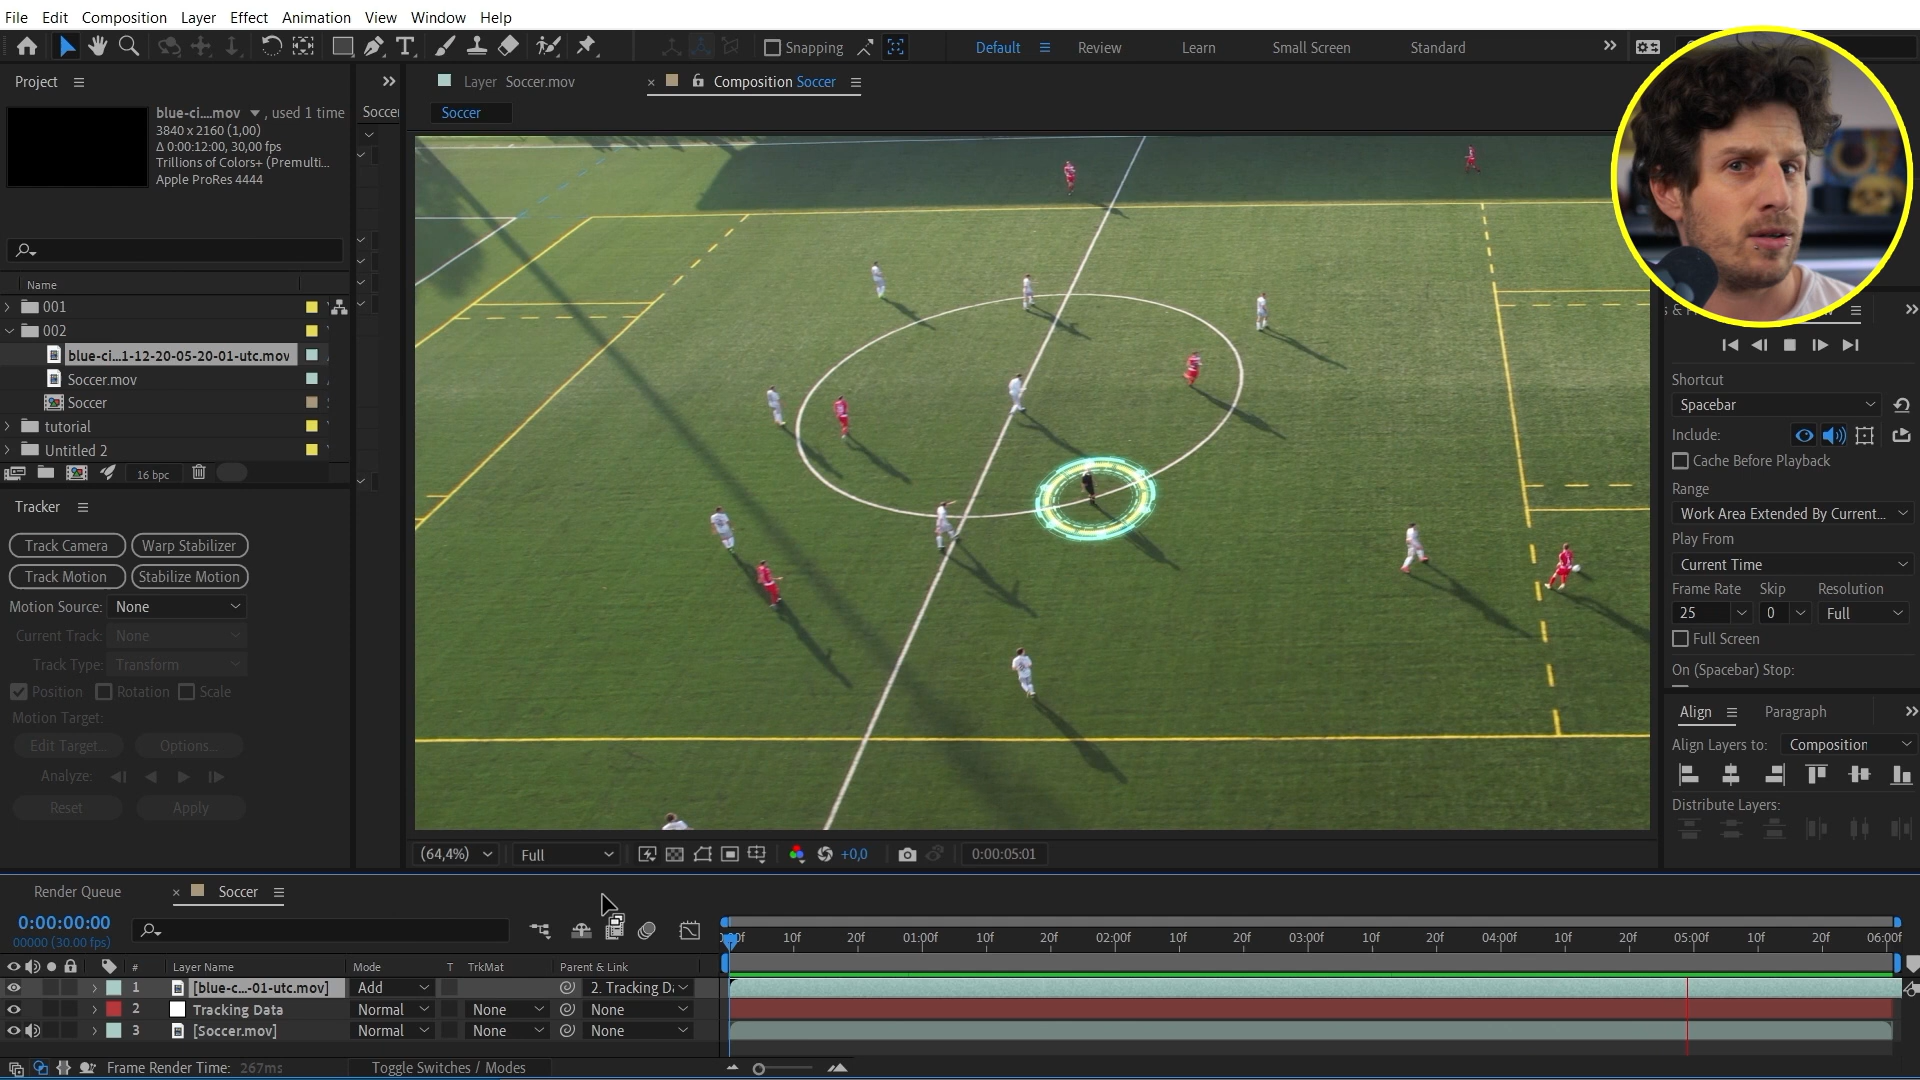 File Edit Composition Layer Effect Animation View Window Help
Snapping Default Review Learn Small Screen Standard
Project
Layer Soccer.mov Composition Soccer
Soccer
blue-ci....mov , used 1 time
3840 x 2160 (1,00)
Δ 0:00:12:00, 30,00 fps
Trillions of Colors+ (Premulti...
Apple ProRes 4444
Name
001
002
blue-ci...1-12-20-05-20-01-utc.mov
Soccer.mov
Soccer
tutorial
Untitled 2
16 bpc
Tracker
Track Camera Warp Stabilizer
Track Motion Stabilize Motion
Motion Source: None
Current Track: None
Track Type: Transform
Position Rotation Scale
Motion Target:
Edit Target... Options...
Analyze:
Reset Apply
Shortcut
Spacebar
Include:
Cache Before Playback
Range
Work Area Extended By Current...
Play From
Current Time
Frame Rate Skip Resolution
25 0 Full
Full Screen
On (Spacebar) Stop:
Align Paragraph
Align Layers to: Composition
Distribute Layers:
(64,4%) Full +0,0 0:00:05:01
Render Queue Soccer
0:00:00:00
00000 (30.00 fps)
10f 20f 01:00f 10f 20f 02:00f 10f 20f 03:00f 10f 20f 04:00f 10f 20f 05:00f 10f 20f 06:00f
# Layer Name Mode T TrkMat Parent & Link
1 [blue-c...-01-utc.mov] Add 2. Tracking Da
2 Tracking Data Normal None None
3 [Soccer.mov] Normal None None
Frame Render Time: 267ms Toggle Switches / Modes